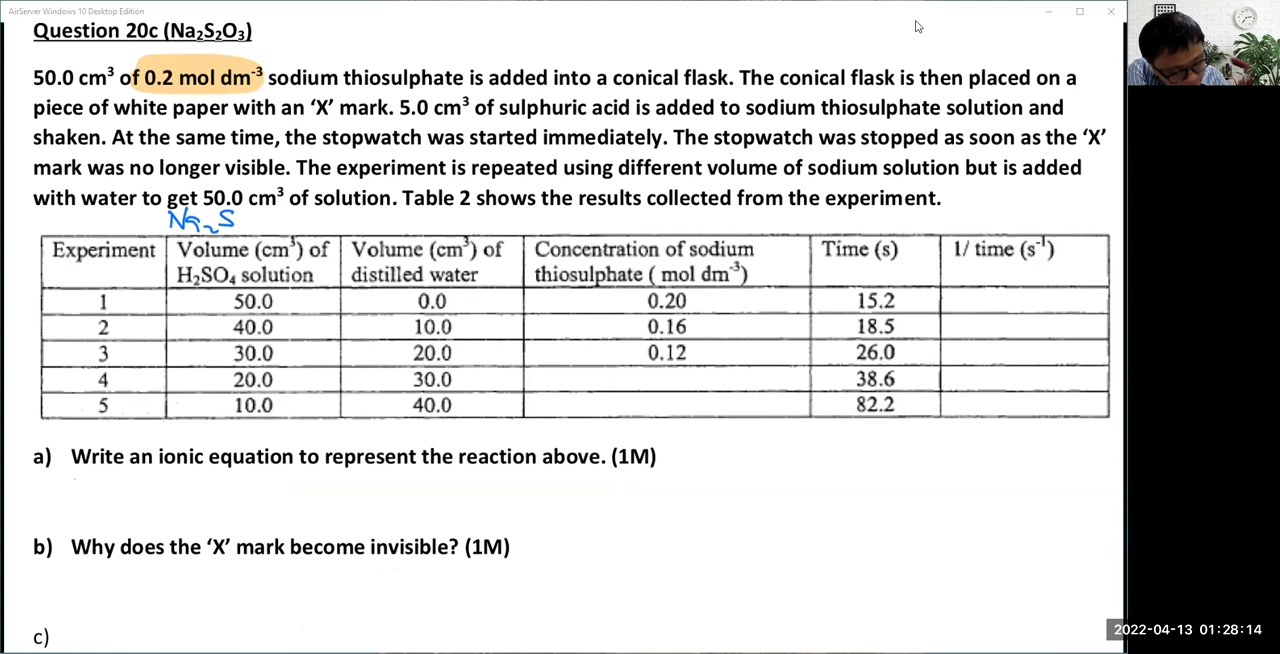 AirServer Windows 10 Desktop Edition
Question 20c (Na₂S₂O₃)
50.0 cm³ of 0.2 mol dm⁻³ sodium thiosulphate is added into a conical flask. The conical flask is then placed on a
piece of white paper with an ‘X’ mark. 5.0 cm³ of sulphuric acid is added to sodium thiosulphate solution and
shaken. At the same time, the stopwatch was started immediately. The stopwatch was stopped as soon as the ‘X’
mark was no longer visible. The experiment is repeated using different volume of sodium solution but is added
with water to get 50.0 cm³ of solution. Table 2 shows the results collected from the experiment.
Na₂S
Experiment Volume (cm³) of H₂SO₄ solution Volume (cm³) of distilled water Concentration of sodium thiosulphate ( mol dm⁻³) Time (s) 1/ time (s⁻¹)
1 50.0 0.0 0.20 15.2
2 40.0 10.0 0.16 18.5
3 30.0 20.0 0.12 26.0
4 20.0 30.0 38.6
5 10.0 40.0 82.2
a) Write an ionic equation to represent the reaction above. (1M)
b) Why does the ‘X’ mark become invisible? (1M)
c)
2022-04-13 01:28:14